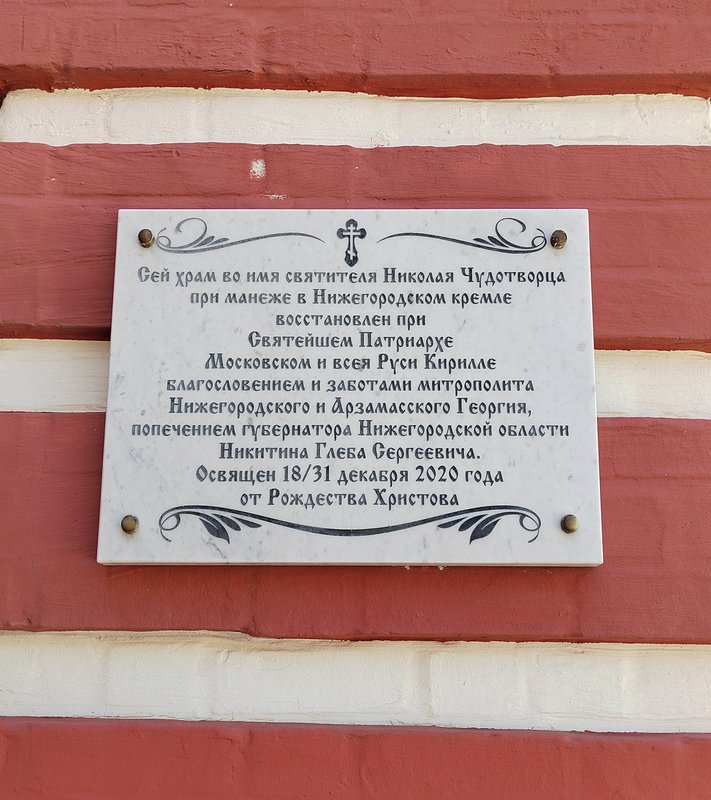 Сей храм во имя святителя Николая Чудотворца
при манеже в Нижегородском кремле
восстановлен при
Святейшем Патриархе
Московском и всея Руси Кирилле
благословением и заботами митрополита
Нижегородского и Арзамасского Георгия,
попечением губернатора Нижегородской области
Никитина Глеба Сергеевича.
Освящен 18/31 декабря 2020 года
от Рождества Христова